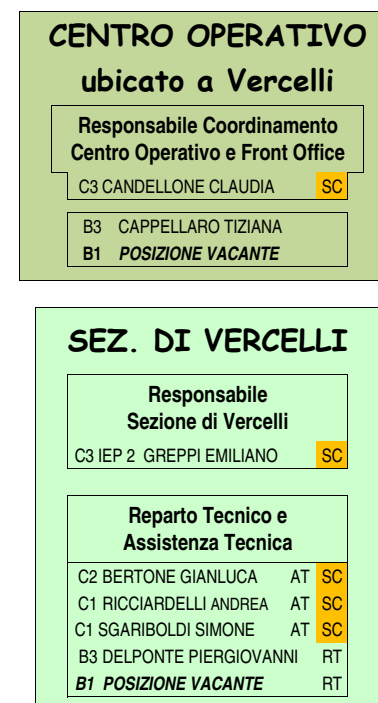 CENTRO OPERATIVO
ubicato a Vercelli
Responsabile Coordinamento
Centro Operativo e Front Office
C3 CANDELLONE CLAUDIA SC
B3 CAPPELLARO TIZIANA
B1 POSIZIONE VACANTE
SEZ. DI VERCELLI
Responsabile
Sezione di Vercelli
C3 IEP 2 GREPPI EMILIANO SC
Reparto Tecnico e
Assistenza Tecnica
C2 BERTONE GIANLUCA AT SC
C1 RICCIARDELLI ANDREA AT SC
C1 SGARIBOLDI SIMONE AT SC
B3 DELPONTE PIERGIOVANNI RT
B1 POSIZIONE VACANTE RT